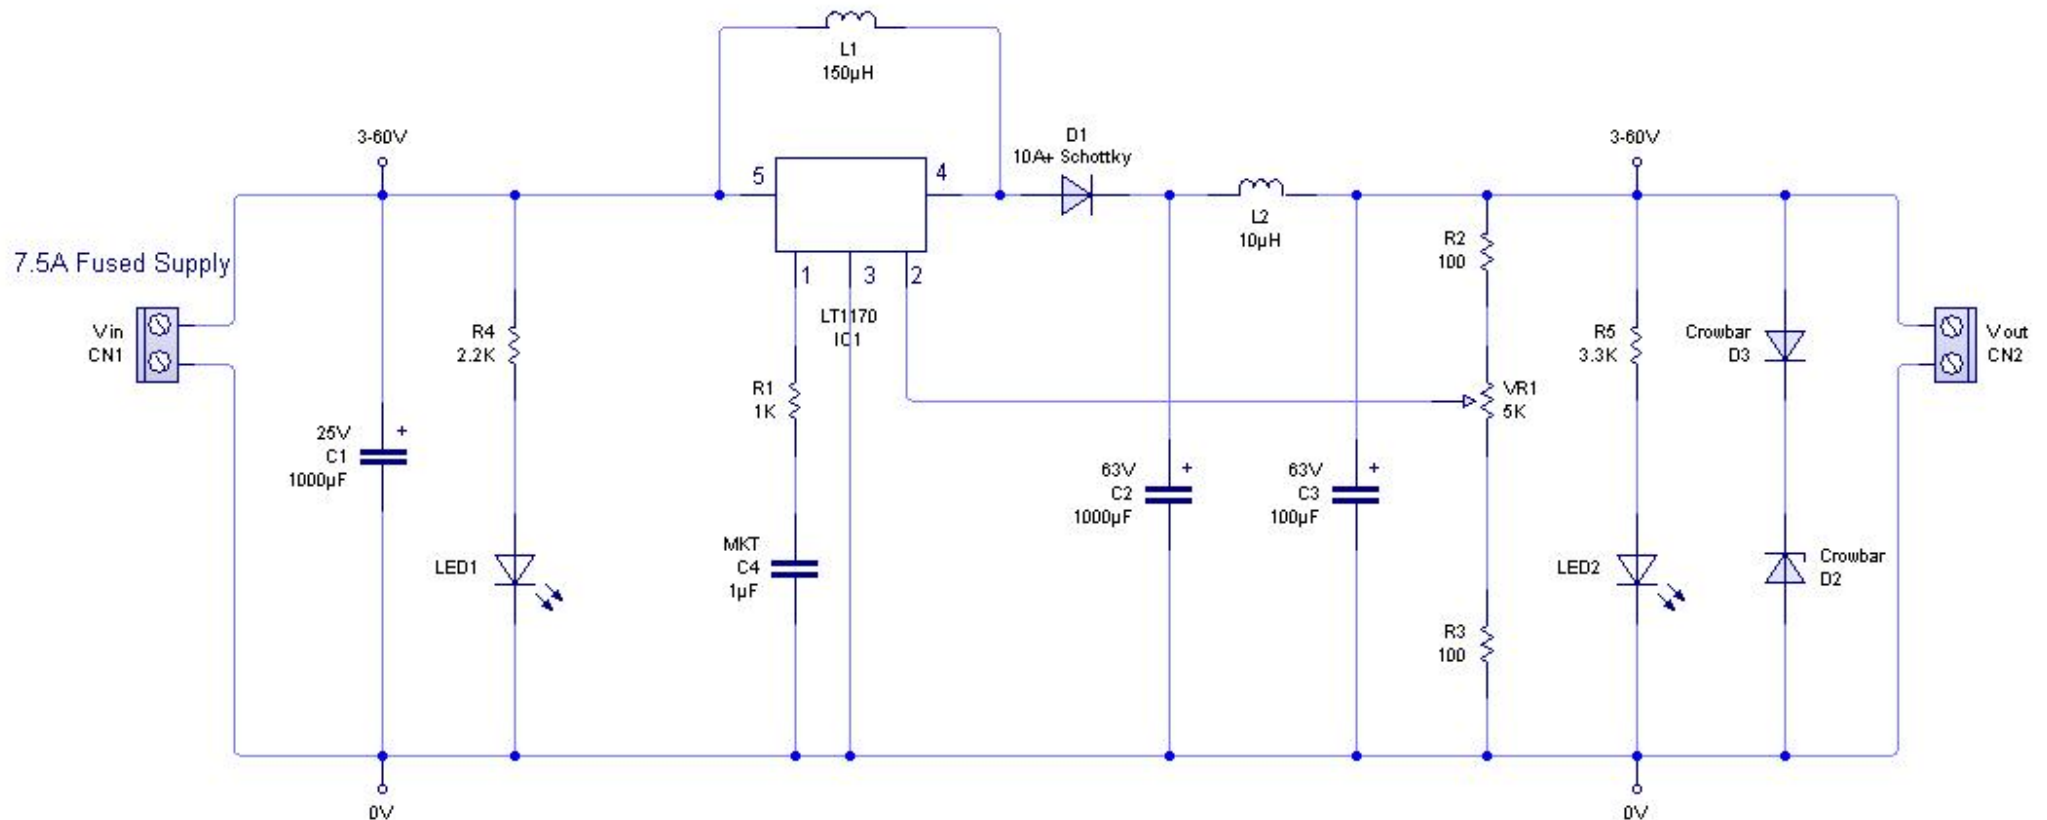 L1
150µH
3-60V
D1
10A+ Schottky
3-60V
5
4
L2
10µH
R2
100
7.5A Fused Supply
1
3
2
LT1170
IC1
Vin
CN1
R4
2.2K
R5
3.3K
Crowbar
D3
Vout
CN2
R1
1K
VR1
5K
25V
+
C1
1000µF
63V
+
C2
1000µF
63V
+
C3
100µF
MKT
C4
1µF
LED1
LED2
Crowbar
D2
R3
100
0V
0V